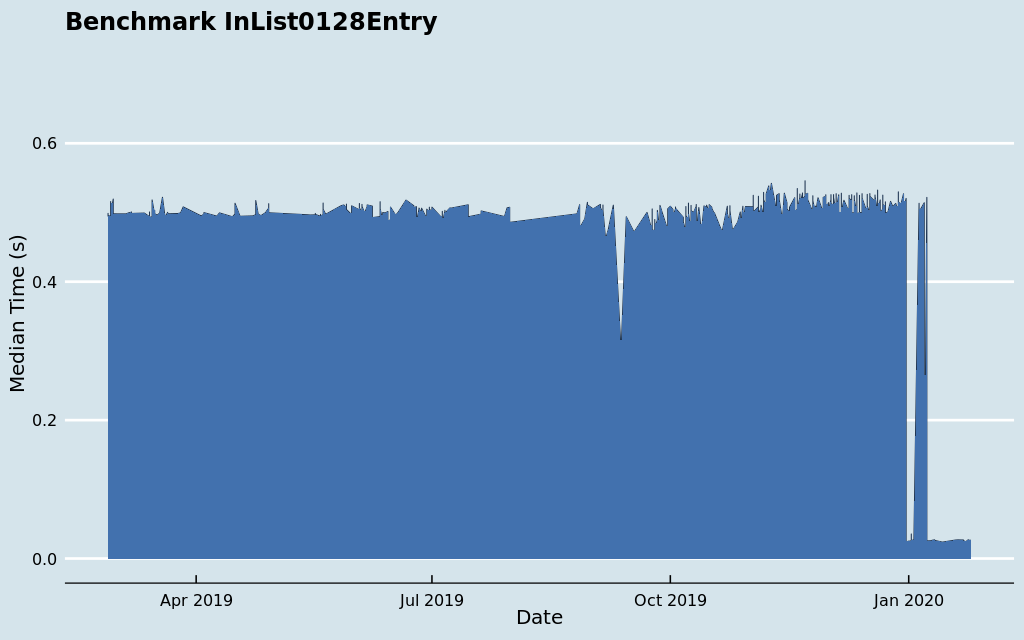 Benchmark InList0128Entry
0.6
0.4
0.2
0.0
Median Time (s)
Apr 2019
Jul 2019
Oct 2019
Jan 2020
Date